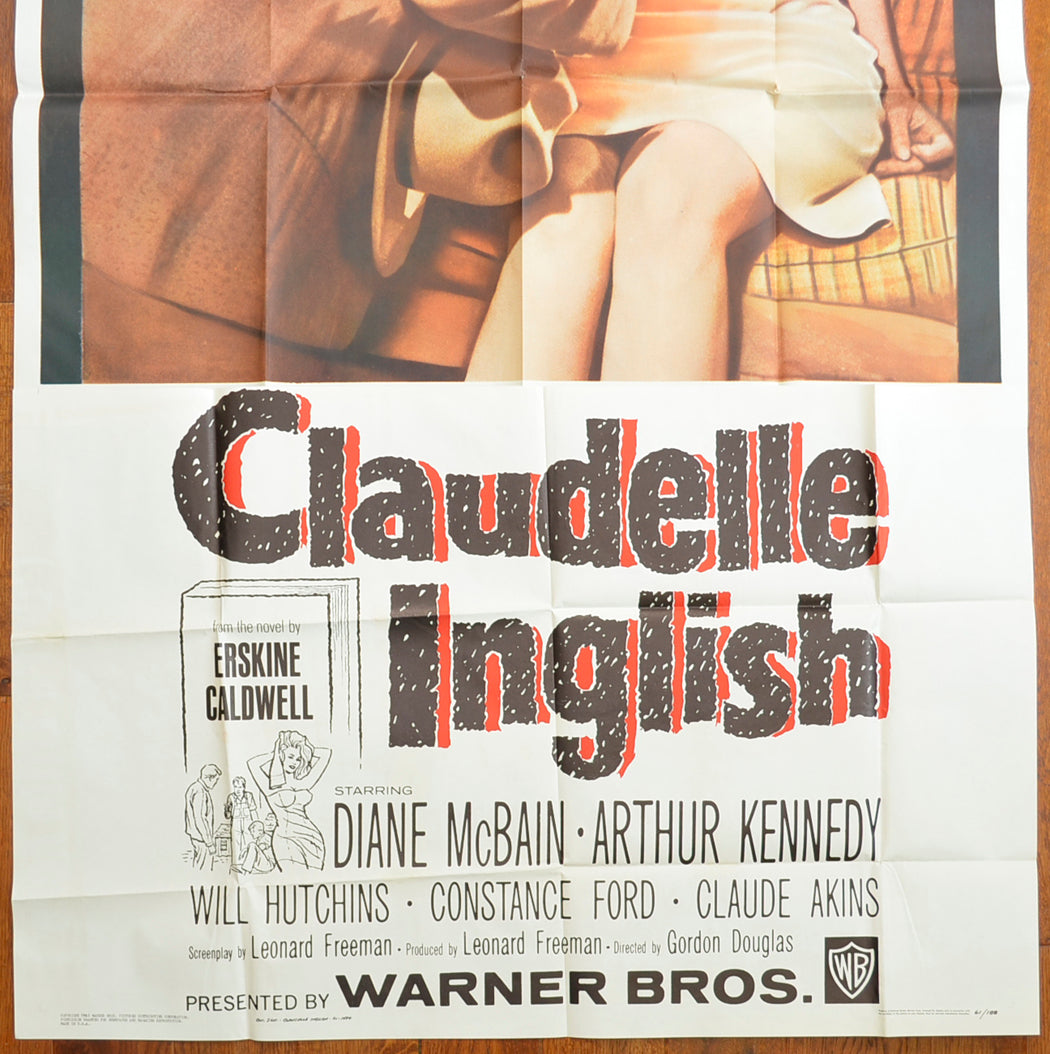 Claudelle
Inglish
from the novel by
ERSKINE
CALDWELL
STARRING
DIANE McBAIN • ARTHUR KENNEDY
WILL HUTCHINS • CONSTANCE FORD • CLAUDE AKINS
Screenplay by Leonard Freeman • Produced by Leonard Freeman • Directed by Gordon Douglas
PRESENTED BY WARNER BROS.
WB
MADE IN U.S.A.
61/188